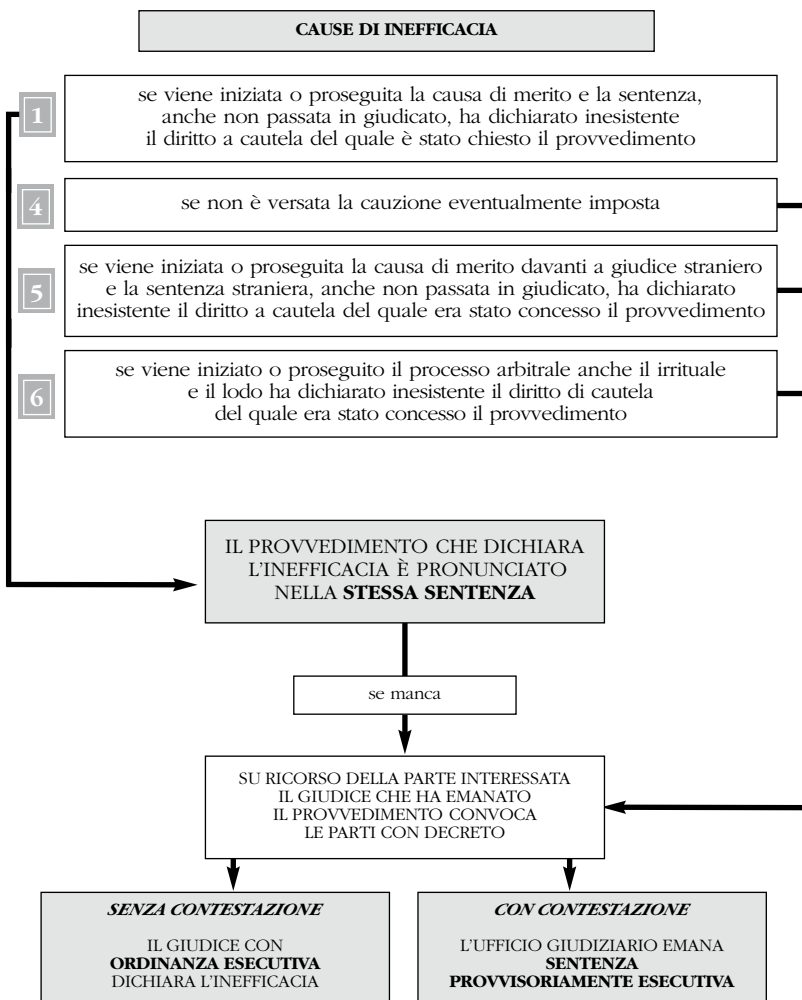 CAUSE DI INEFFICACIA
1
se viene iniziata o proseguita la causa di merito e la sentenza,
anche non passata in giudicato, ha dichiarato inesistente
il diritto a cautela del quale è stato chiesto il provvedimento
4
se non è versata la cauzione eventualmente imposta
5
se viene iniziata o proseguita la causa di merito davanti a giudice straniero
e la sentenza straniera, anche non passata in giudicato, ha dichiarato
inesistente il diritto a cautela del quale era stato concesso il provvedimento
6
se viene iniziato o proseguito il processo arbitrale anche il irrituale
e il lodo ha dichiarato inesistente il diritto di cautela
del quale era stato concesso il provvedimento
IL PROVVEDIMENTO CHE DICHIARA
L'INEFFICACIA È PRONUNCIATO
NELLA STESSA SENTENZA
se manca
SU RICORSO DELLA PARTE INTERESSATA
IL GIUDICE CHE HA EMANATO
IL PROVVEDIMENTO CONVOCA
LE PARTI CON DECRETO
SENZA CONTESTAZIONE
IL GIUDICE CON
ORDINANZA ESECUTIVA
DICHIARA L'INEFFICACIA
CON CONTESTAZIONE
L'UFFICIO GIUDIZIARIO EMANA
SENTENZA
PROVVISORIAMENTE ESECUTIVA